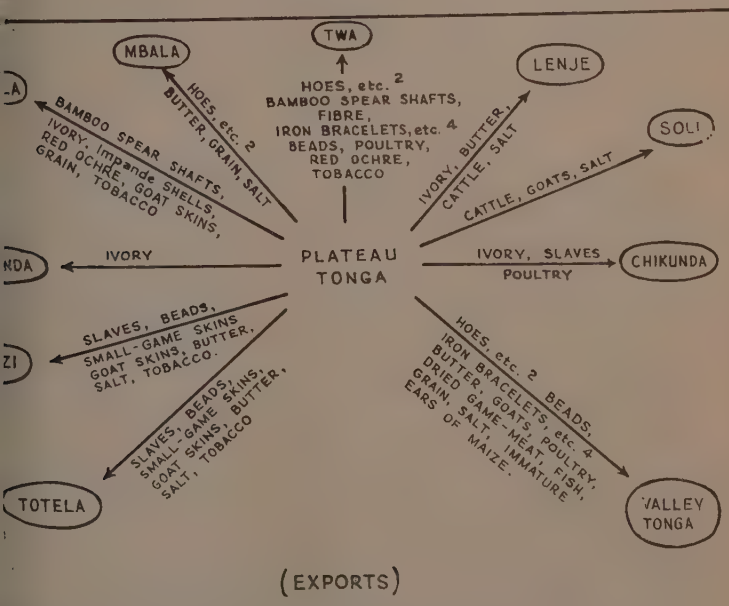 TWA
HOES, etc. 2
BAMBOO SPEAR SHAFTS,
FIBRE,
IRON BRACELETS, etc. 4
BEADS, POULTRY,
RED OCHRE,
TOBACCO
MBALA
HOES, etc. 2
BUTTER, GRAIN, SALT
LENJE
IVORY, BUTTER,
CATTLE, SALT
LA
BAMBOO SPEAR SHAFTS,
IVORY, Impande SHELLS,
RED OCHRE, GOAT SKINS,
GRAIN, TOBACCO
SOLI
CATTLE, GOATS, SALT
PLATEAU
TONGA
NDA
IVORY
CHIKUNDA
IVORY, SLAVES
POULTRY
ZI
SLAVES, BEADS,
SMALL-GAME SKINS
GOAT SKINS, BUTTER,
SALT, TOBACCO.
TOTELA
SLAVES, BEADS,
SMALL-GAME SKINS,
GOAT SKINS, BUTTER,
SALT, TOBACCO
VALLEY
TONGA
HOES, etc. 2 BEADS,
IRON BRACELETS, etc. 4
BUTTER, GOATS, POULTRY,
DRIED GAME-MEAT, FISH,
GRAIN, SALT, IMMATURE
EARS OF MAIZE.
(EXPORTS)